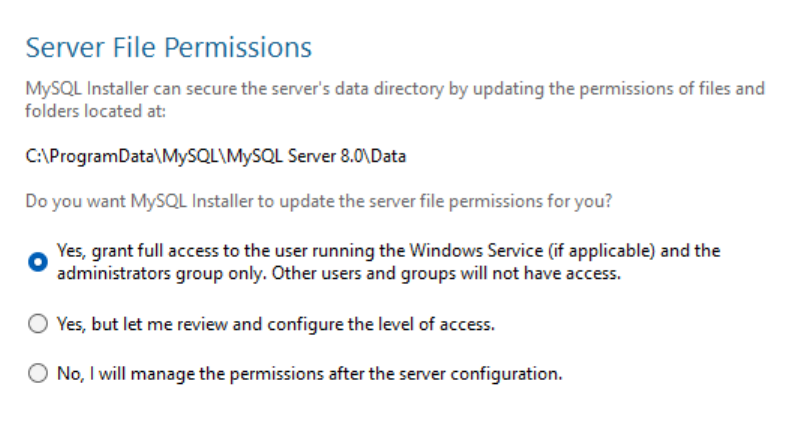 Server File Permissions
MySQL Installer can secure the server's data directory by updating the permissions of files and
folders located at:
C:\ProgramData\MySQL\MySQL Server 8.0\Data
Do you want MySQL Installer to update the server file permissions for you?
Yes, grant full access to the user running the Windows Service (if applicable) and the
administrators group only. Other users and groups will not have access.
Yes, but let me review and configure the level of access.
No, I will manage the permissions after the server configuration.